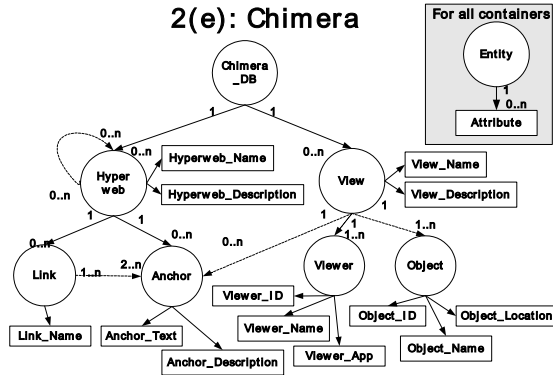 2(e): Chimera
For all containers
Entity
1
0..n
Attribute
Chimera
_DB
1
1
0..n
0..n
0..n
0..n
Hyper
web
Hyperweb_Name
Hyperweb_Description
View
View_Name
View_Description
1
1
1
1
1
0..n
0..n
0..n
1..n
1..n
Link
1..n
2..n
Anchor
Viewer
Object
Link_Name
Anchor_Text
Anchor_Description
Viewer_ID
Viewer_Name
Viewer_App
Object_ID
Object_Location
Object_Name